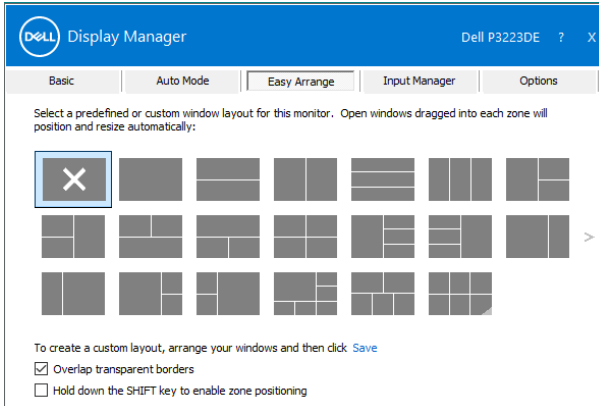 DELL Display Manager Dell P3223DE ? X
Basic Auto Mode Easy Arrange Input Manager Options
Select a predefined or custom window layout for this monitor. Open windows dragged into each zone will
position and resize automatically:
>
To create a custom layout, arrange your windows and then click Save
Overlap transparent borders
Hold down the SHIFT key to enable zone positioning